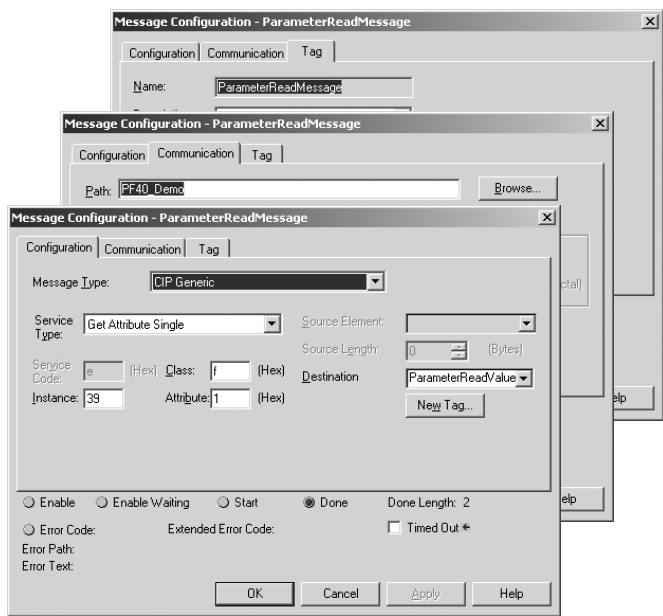 Message Configuration - ParameterReadMessage
Configuration Communication Tag
Name: ParameterReadMessage
Message Configuration - ParameterReadMessage
Configuration Communication Tag
Path: PF40_Demo Browse...
Message Configuration - ParameterReadMessage
Configuration Communication Tag
ctal)
Message Type: CIP Generic
Service Type: Get Attribute Single Source Element:
Source Length: 0 (Bytes)
Service Code: e (Hex) Class: f (Hex) Destination ParameterReadValue
Instance: 39 Attribute: 1 (Hex) New Tag...
elp
Enable Enable Waiting Start Done Done Length: 2
elp
Error Code: Extended Error Code: Timed Out
Error Path:
Error Text:
OK Cancel Apply Help